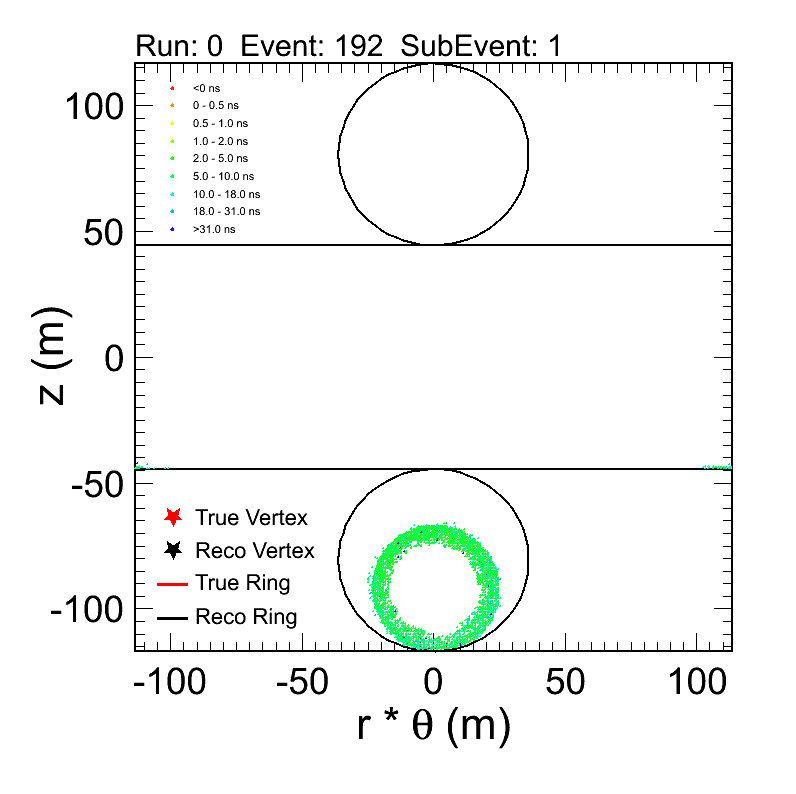 Run: 0  Event: 192  SubEvent: 1
<0 ns
0 - 0.5 ns
0.5 - 1.0 ns
1.0 - 2.0 ns
2.0 - 5.0 ns
5.0 - 10.0 ns
10.0 - 18.0 ns
18.0 - 31.0 ns
>31.0 ns
100
50
0
-50
-100
z (m)
True Vertex
Reco Vertex
True Ring
Reco Ring
-100 -50 0 50 100
r * θ (m)